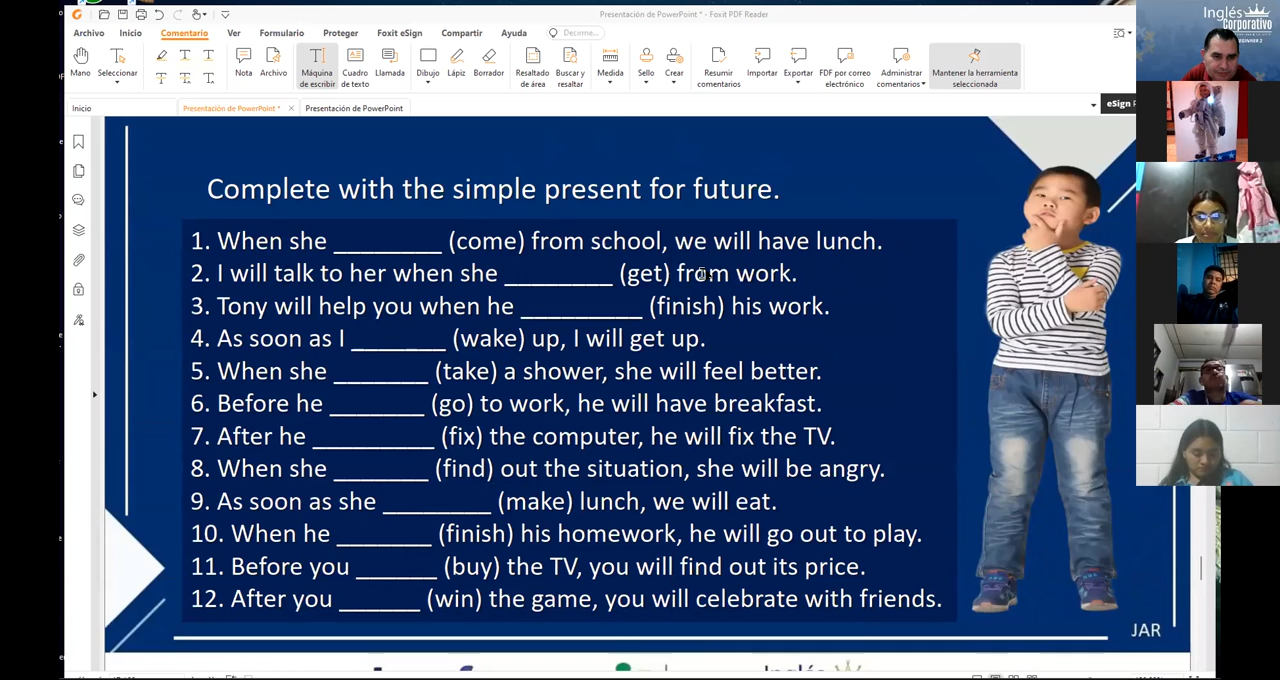 Presentación de PowerPoint * - Foxit PDF Reader
Archivo Inicio Comentario Ver Formulario Proteger Foxit eSign Compartir Ayuda Decirme...
Mano Seleccionar Nota Archivo Máquina de escribir Cuadro de texto Llamada Dibujo Lápiz Borrador Resaltado de área Buscar y resaltar Medida Sello Crear Resumir comentarios Importar Exportar PDF por correo electrónico Administrar comentarios Mantener la herramienta seleccionada
Inicio Presentación de PowerPoint * Presentación de PowerPoint eSign
Inglés
Corporativo
BEGINNER 2
Complete with the simple present for future.
1. When she ________ (come) from school, we will have lunch.
2. I will talk to her when she ________ (get) from work.
3. Tony will help you when he _________ (finish) his work.
4. As soon as I _______ (wake) up, I will get up.
5. When she _______ (take) a shower, she will feel better.
6. Before he _______ (go) to work, he will have breakfast.
7. After he _________ (fix) the computer, he will fix the TV.
8. When she _______ (find) out the situation, she will be angry.
9. As soon as she ________ (make) lunch, we will eat.
10. When he _______ (finish) his homework, he will go out to play.
11. Before you ______ (buy) the TV, you will find out its price.
12. After you ______ (win) the game, you will celebrate with friends.
JAR
Inglés